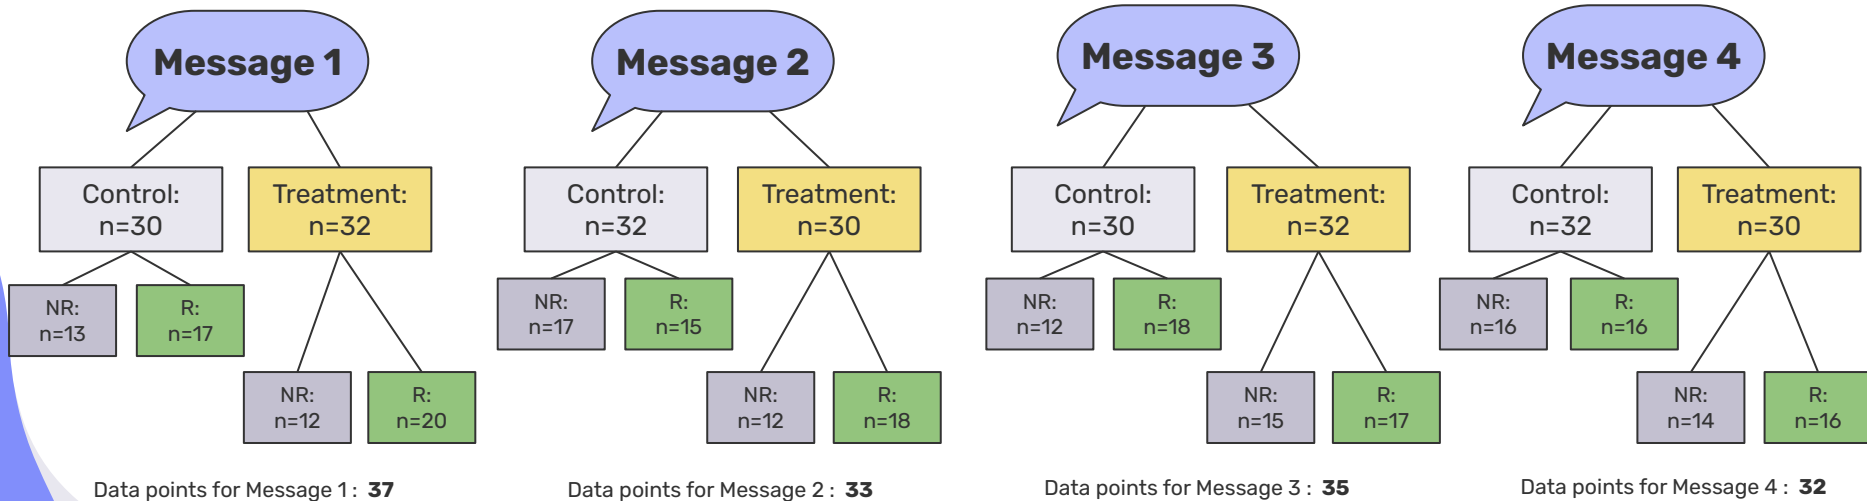 Message 1
Control:
n=30
Treatment:
n=32
NR:
n=13
R:
n=17
NR:
n=12
R:
n=20
Data points for Message 1 : 37
Message 2
Control:
n=32
Treatment:
n=30
NR:
n=17
R:
n=15
NR:
n=12
R:
n=18
Data points for Message 2 : 33
Message 3
Control:
n=30
Treatment:
n=32
NR:
n=12
R:
n=18
NR:
n=15
R:
n=17
Data points for Message 3 : 35
Message 4
Control:
n=32
Treatment:
n=30
NR:
n=16
R:
n=16
NR:
n=14
R:
n=16
Data points for Message 4 : 32